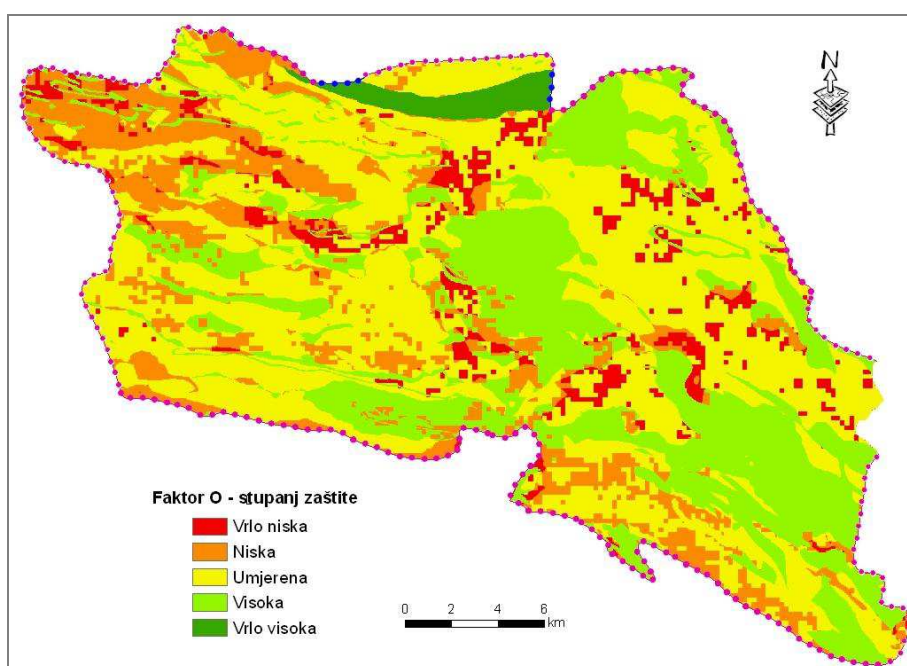 N
Faktor O - stupanj zaštite
Vrlo niska
Niska
Umjerena
Visoka
Vrlo visoka
0 2 4 6
km